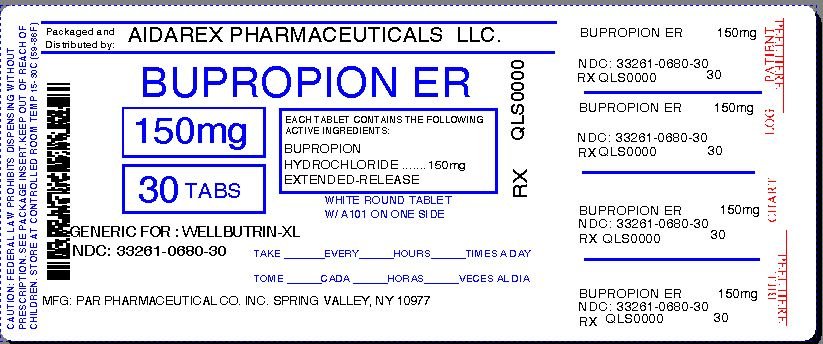 Packaged and
Distributed by: AIDAREX PHARMACEUTICALS LLC.
BUPROPION ER
150mg
30 TABS
EACH TABLET CONTAINS THE FOLLOWING
ACTIVE INGREDIENTS:
BUPROPION
HYDROCHLORIDE .......150mg
EXTENDED-RELEASE
WHITE ROUND TABLET
W/ A101 ON ONE SIDE
RX QLS0000
GENERIC FOR : WELLBUTRIN-XL
NDC: 33261-0680-30
TAKE ______EVERY_____HOURS______TIMES A DAY
TOME ______CADA _____HORAS______VECES AL DIA
MFG: PAR PHARMACEUTICAL CO. INC. SPRING VALLEY, NY 10977
CAUTION: FEDERAL LAW PROHIBITS DISPENSING WITHOUT
PRESCRIPTION. SEE PACKAGE INSERT. KEEP OUT OF REACH OF
CHILDREN. STORE AT CONTROLLED ROOM TEMP 15-30C (59-86F)
BUPROPION ER 150mg
NDC: 33261-0680-30
RX QLS0000 30
BUPROPION ER 150mg
NDC: 33261-0680-30
RX QLS0000 30
BUPROPION ER 150mg
NDC: 33261-0680-30
RX QLS0000 30
BUPROPION ER 150mg
NDC: 33261-0680-30
RX QLS0000 30
PEEL HERE
PATIENT
LOG
CHART
PEEL HERE